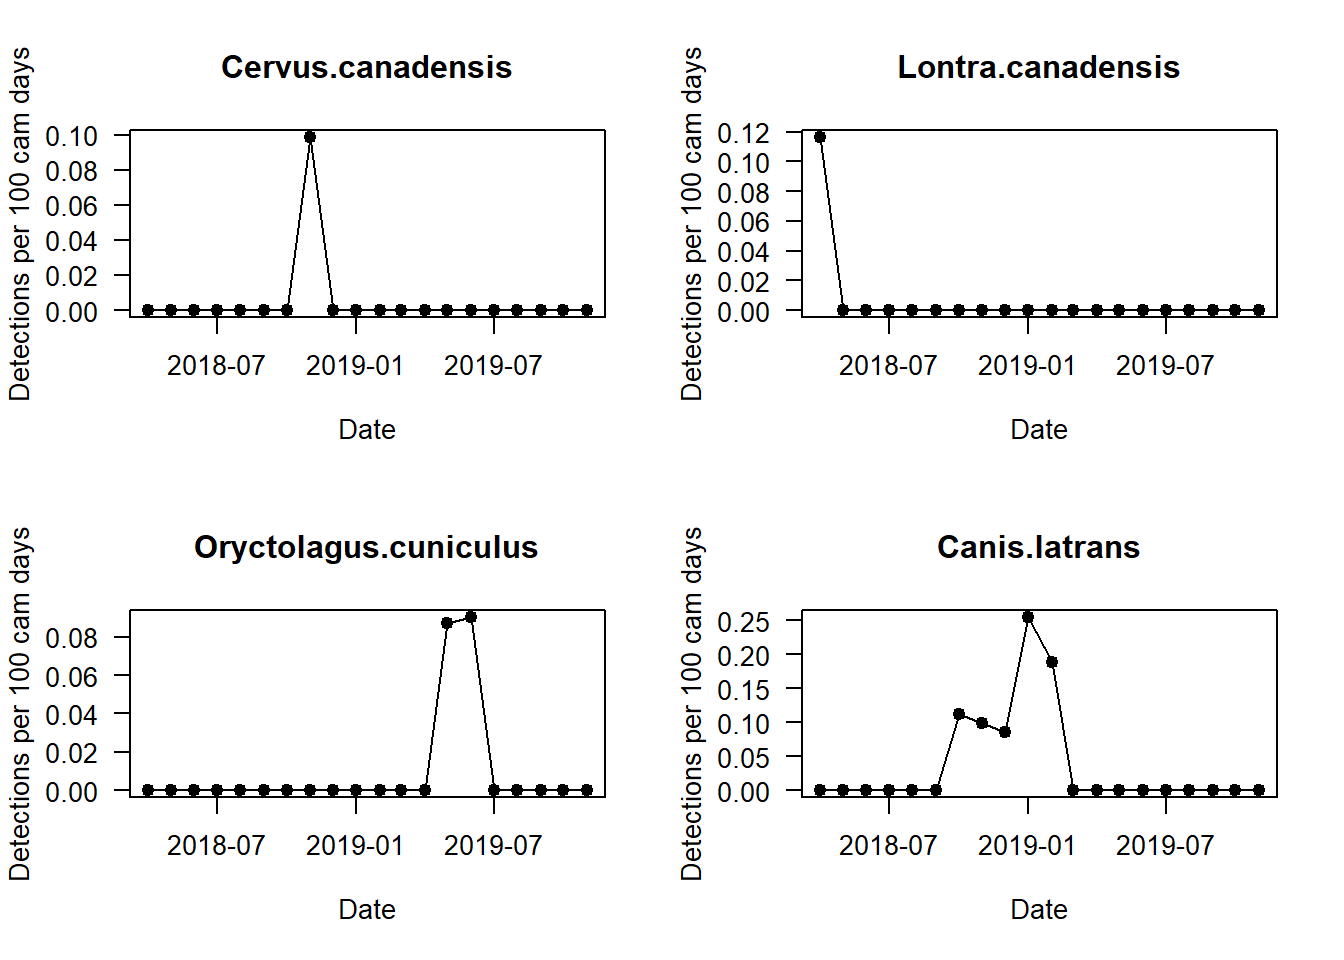 Cervus.canadensis
Detections per 100 cam days
0.10
0.08
0.06
0.04
0.02
0.00
2018-07 2019-01 2019-07
Date
Lontra.canadensis
Detections per 100 cam days
0.12
0.10
0.08
0.06
0.04
0.02
0.00
2018-07 2019-01 2019-07
Date
Oryctolagus.cuniculus
Detections per 100 cam days
0.08
0.06
0.04
0.02
0.00
2018-07 2019-01 2019-07
Date
Canis.latrans
Detections per 100 cam days
0.25
0.20
0.15
0.10
0.05
0.00
2018-07 2019-01 2019-07
Date